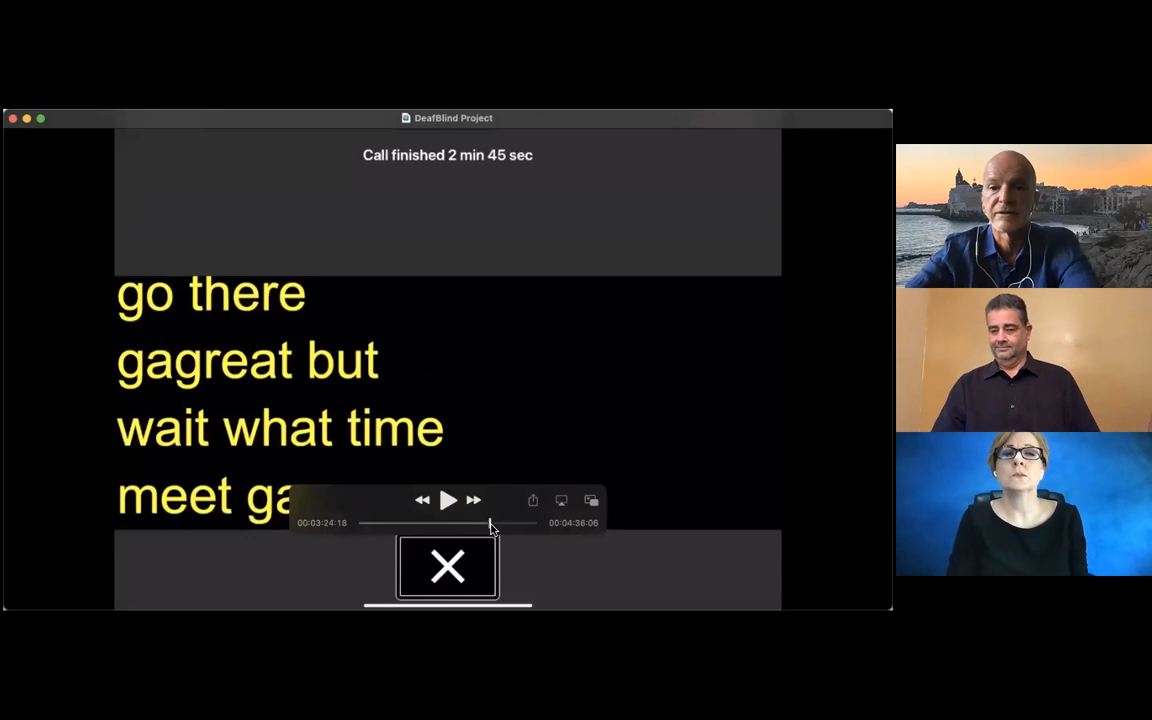 DeafBlind Project
Call finished 2 min 45 sec
go there
gagreat but
wait what time
meet ga
00:03:24:18
00:04:36:06